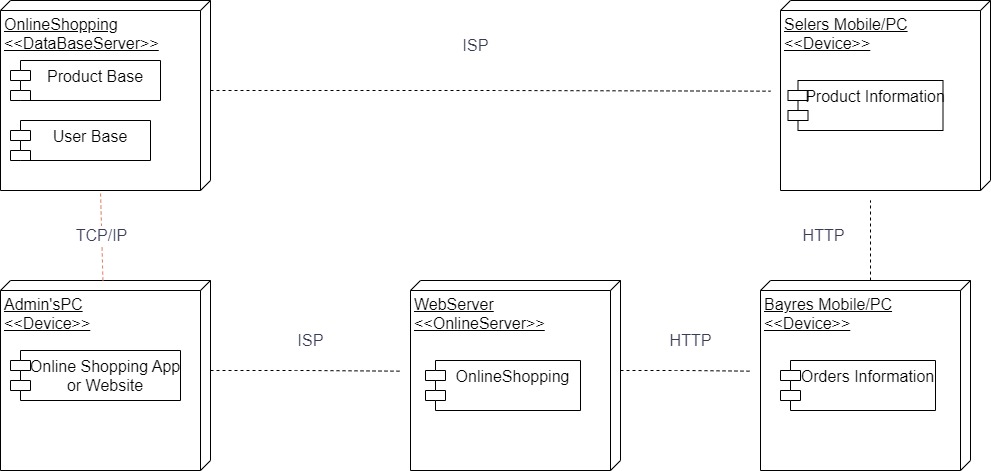 OnlineShopping
<<DataBaseServer>>
Product Base
User Base
ISP
Selers Mobile/PC
<<Device>>
Product Information
TCP/IP
HTTP
Admin'sPC
<<Device>>
Online Shopping App
or Website
ISP
WebServer
<<OnlineServer>>
OnlineShopping
HTTP
Bayres Mobile/PC
<<Device>>
Orders Information